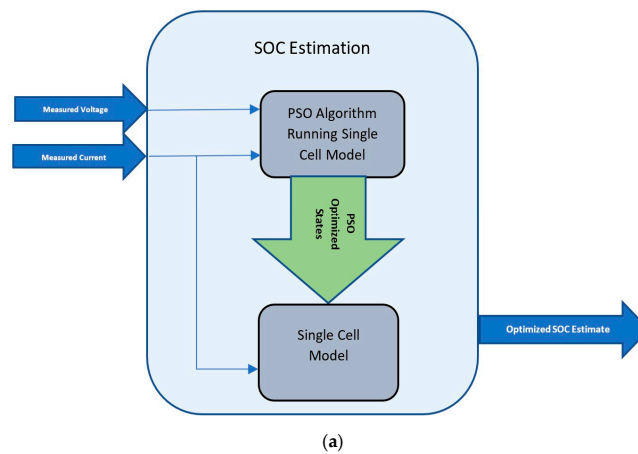 SOC Estimation
Measured Voltage
Measured Current
PSO Algorithm
Running Single
Cell Model
PSO
Optimized
States
Single Cell
Model
Optimized SOC Estimate
(a)